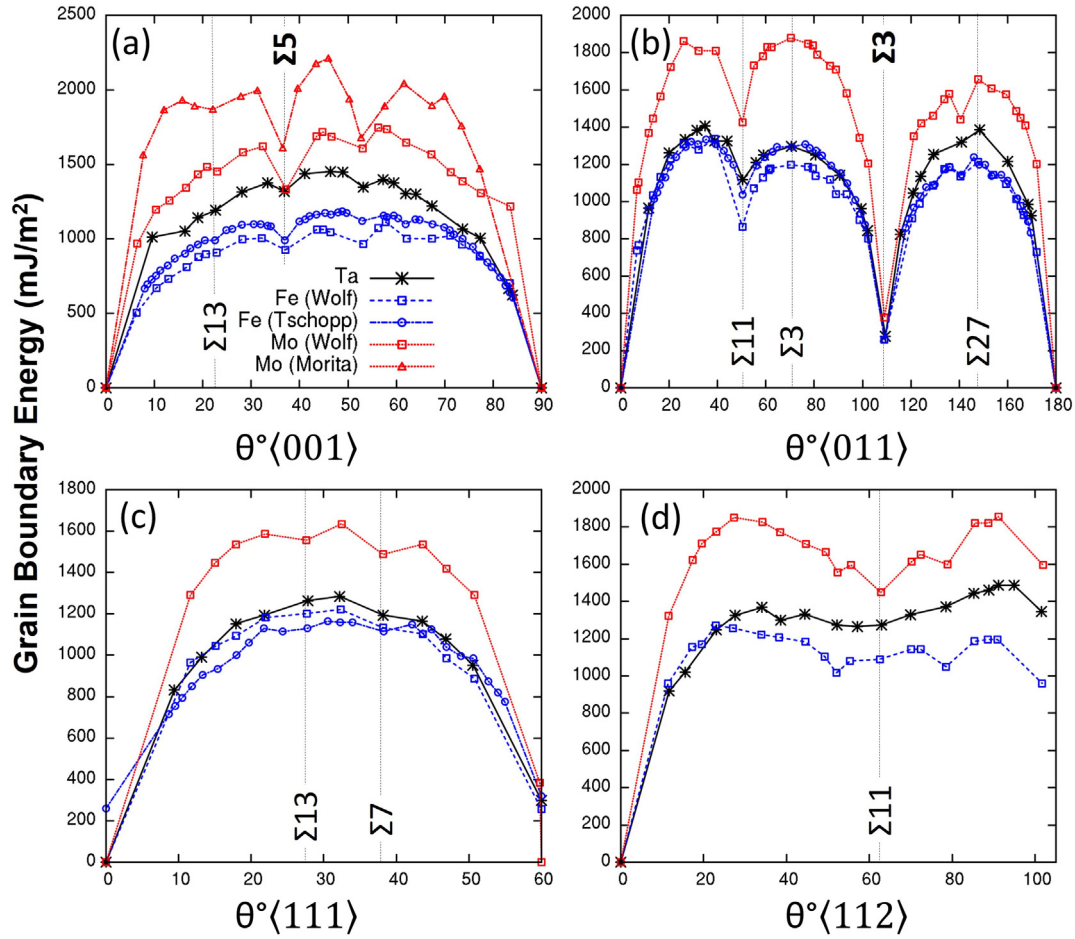 Grain Boundary Energy (mJ/m²)
(a)
2500
2000
1500
1000
500
0
Σ5
Σ13
Ta
Fe (Wolf)
Fe (Tschopp)
Mo (Wolf)
Mo (Morita)
0 10 20 30 40 50 60 70 80 90
θ°⟨001⟩
(b)
2000
1800
1600
1400
1200
1000
800
600
400
200
0
Σ3
Σ11
Σ3
Σ27
0 20 40 60 80 100 120 140 160 180
θ°⟨011⟩
(c)
1800
1600
1400
1200
1000
800
600
400
200
0
Σ13
Σ7
0 10 20 30 40 50 60
θ°⟨111⟩
(d)
2000
1800
1600
1400
1200
1000
800
600
400
200
0
Σ11
0 20 40 60 80 100
θ°⟨112⟩